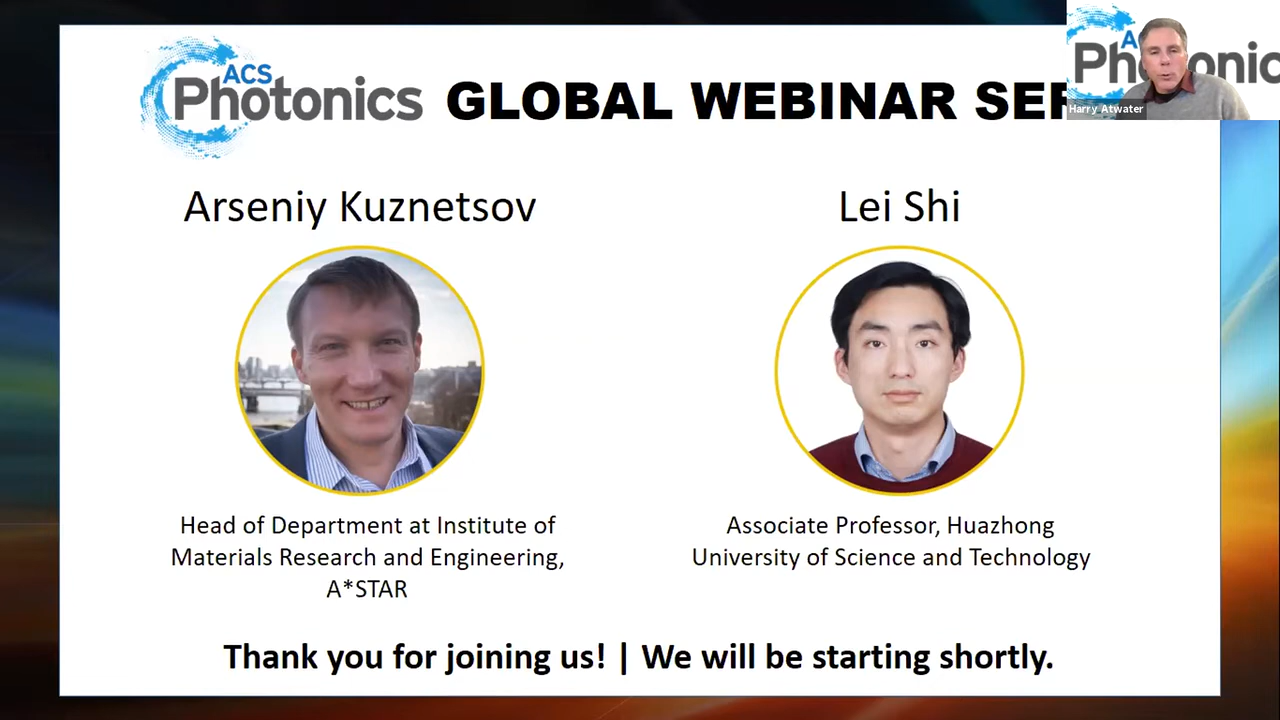 ACS
Photonics
GLOBAL WEBINAR SER
Harry Atwater
Arseniy Kuznetsov
Lei Shi
Head of Department at Institute of
Materials Research and Engineering,
A*STAR
Associate Professor, Huazhong
University of Science and Technology
Thank you for joining us! | We will be starting shortly.